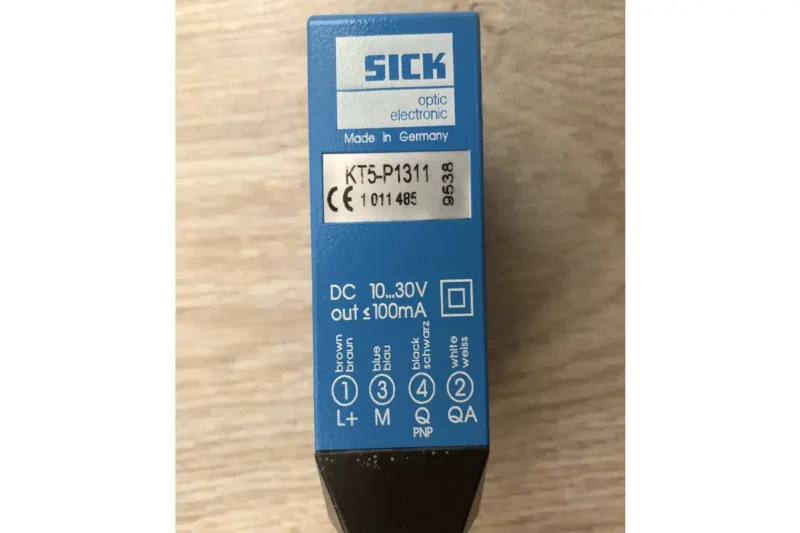 SICK
optic
electronic
Made in Germany
KT5-P1311
CE 1 011 485
9538
DC 10...30V
out ≤100mA
brown
braun
blue
blau
black
schwarz
white
weiss
1 3 4 2
L+ M Q QA
PNP